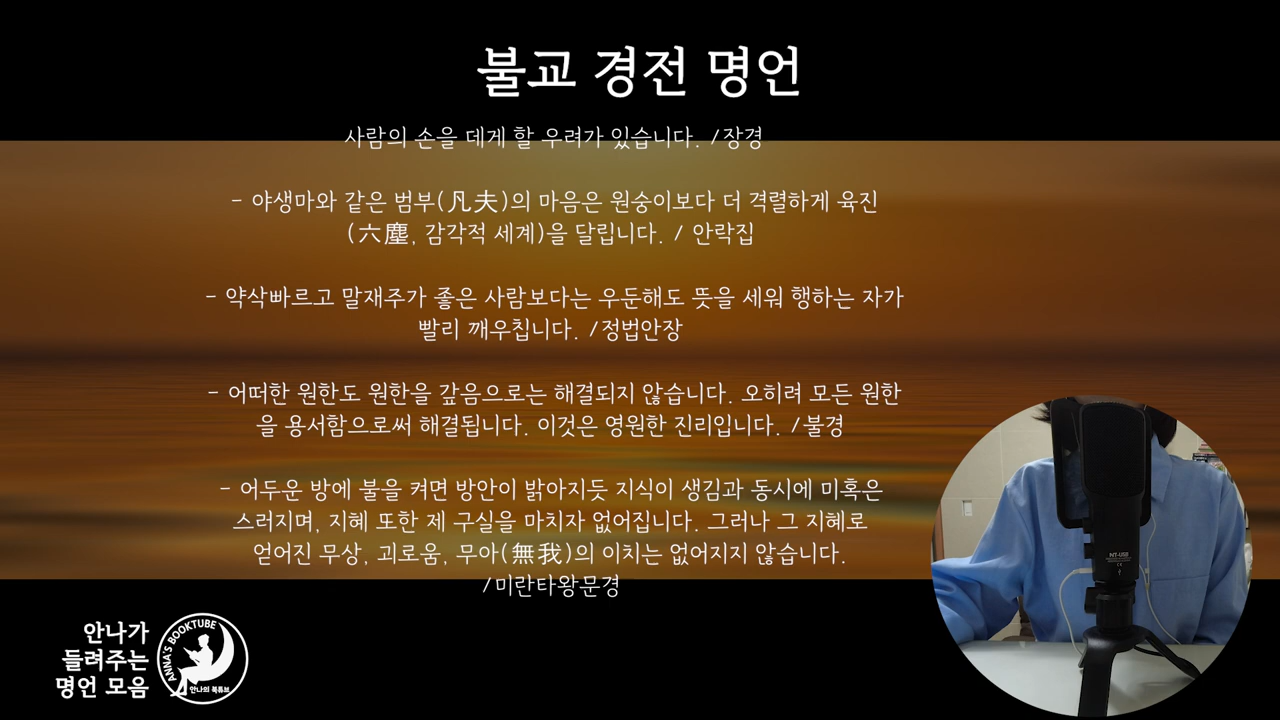 불교 경전 명언
사람의 손을 데게 할 우려가 있습니다. /장경
- 야생마와 같은 범부(凡夫)의 마음은 원숭이보다 더 격렬하게 육진
(六塵, 감각적 세계)을 달립니다. / 안락집
- 약삭빠르고 말재주가 좋은 사람보다는 우둔해도 뜻을 세워 행하는 자가
빨리 깨우칩니다. /정법안장
- 어떠한 원한도 원한을 갚음으로는 해결되지 않습니다. 오히려 모든 원한
을 용서함으로써 해결됩니다. 이것은 영원한 진리입니다. /불경
- 어두운 방에 불을 켜면 방안이 밝아지듯 지식이 생김과 동시에 미혹은
스러지며, 지혜 또한 제 구실을 마치자 없어집니다. 그러나 그 지혜로
얻어진 무상, 괴로움, 무아(無我)의 이치는 없어지지 않습니다.
/미란타왕문경
안나가
들려주는
명언 모음
ANNA'S BOOKTUBE
안나의 북튜브
NT-USB